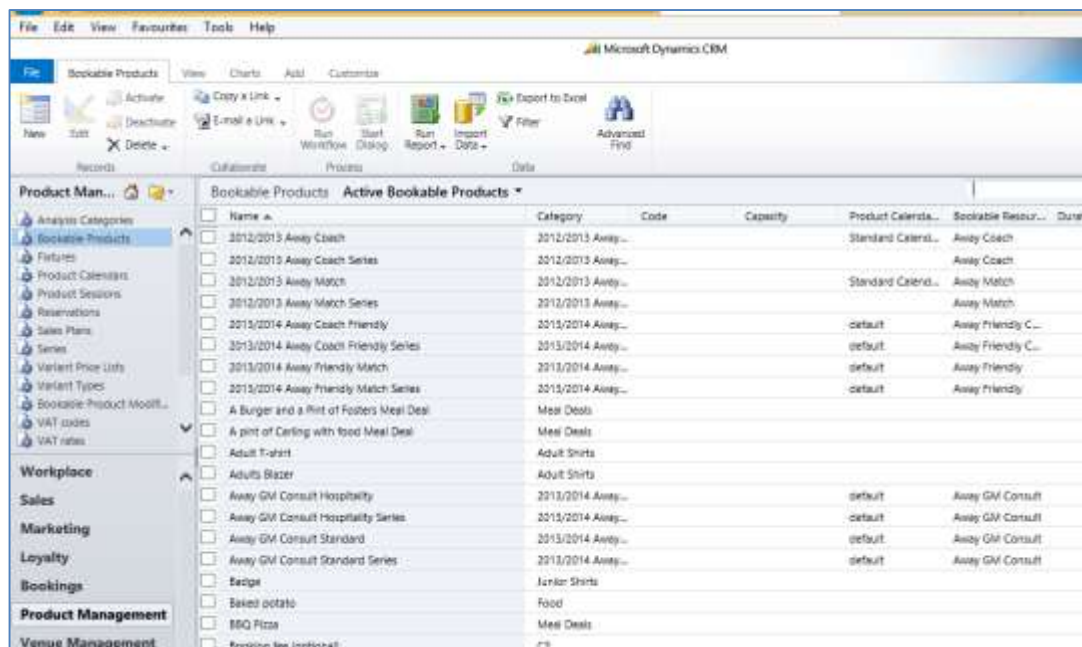 File Edit View Favourites Tools Help
Microsoft Dynamics CRM
File Bookable Products View Charts Add Customize
New Edit Activate Deactivate Delete Copy a Link E-mail a Link Run Workflow Start Dialog Run Report Import Data Export to Excel Filter Advanced Find
Records Collaborate Process Data
Product Man... Bookable Products Active Bookable Products
Name Category Code Capacity Product Calenda... Bookable Resour... Durat
Analysis Categories
Bookable Products
Fixtures
Product Calendars
Product Sessions
Reservations
Sales Plans
Series
Variant Price Lists
Variant Types
Bookable Product Modifi...
VAT codes
VAT rates
Workplace
Sales
Marketing
Loyalty
Bookings
Product Management
Venue Management
2012/2013 Away Coach 2012/2013 Away... Standard Calend... Away Coach
2012/2013 Away Coach Series 2012/2013 Away... Away Coach
2012/2013 Away Match 2012/2013 Away... Standard Calend... Away Match
2012/2013 Away Match Series 2012/2013 Away... Away Match
2013/2014 Away Coach Friendly 2013/2014 Away... default Away Friendly C...
2013/2014 Away Coach Friendly Series 2013/2014 Away... default Away Friendly C...
2013/2014 Away Friendly Match 2013/2014 Away... default Away Friendly
2013/2014 Away Friendly Match Series 2013/2014 Away... default Away Friendly
A Burger and a Pint of Fosters Meal Deal Meal Deals
A pint of Carling with food Meal Deal Meal Deals
Adult T-shirt Adult Shirts
Adults Blazer Adult Shirts
Away GM Consult Hospitality 2013/2014 Away... default Away GM Consult
Away GM Consult Hospitality Series 2013/2014 Away... default Away GM Consult
Away GM Consult Standard 2013/2014 Away... default Away GM Consult
Away GM Consult Standard Series 2013/2014 Away... default Away GM Consult
Badge Junior Shirts
Baked potato Food
BBQ Pizza Meal Deals